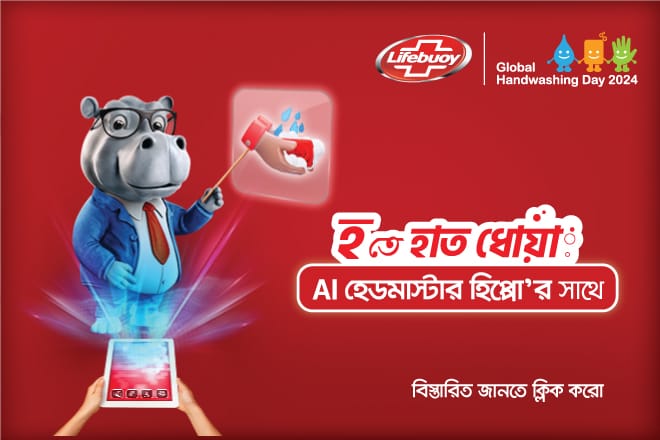 Lifebuoy
Global
Handwashing Day 2024
হ তে হাত ধোয়া
AI হেডমাস্টার হিপ্পো'র সাথে
বিস্তারিত জানতে ক্লিক করো